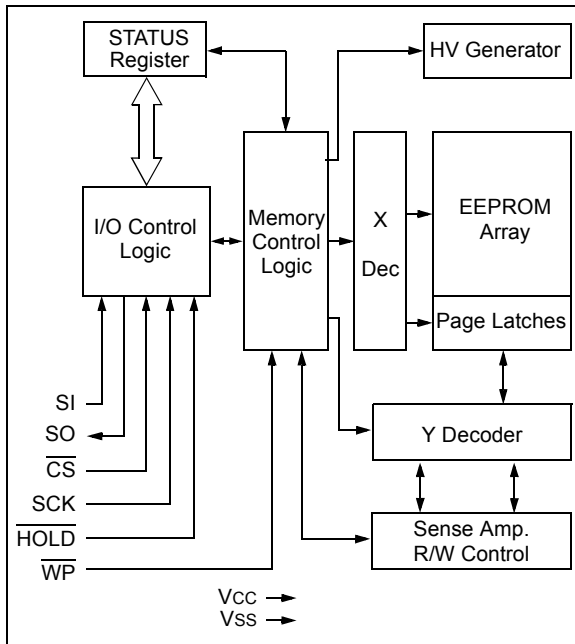 STATUS
Register
HV Generator
I/O Control
Logic
Memory
Control
Logic
X
Dec
EEPROM
Array
Page Latches
Y Decoder
Sense Amp.
R/W Control
SI
SO
CS
SCK
HOLD
WP
VCC
VSS